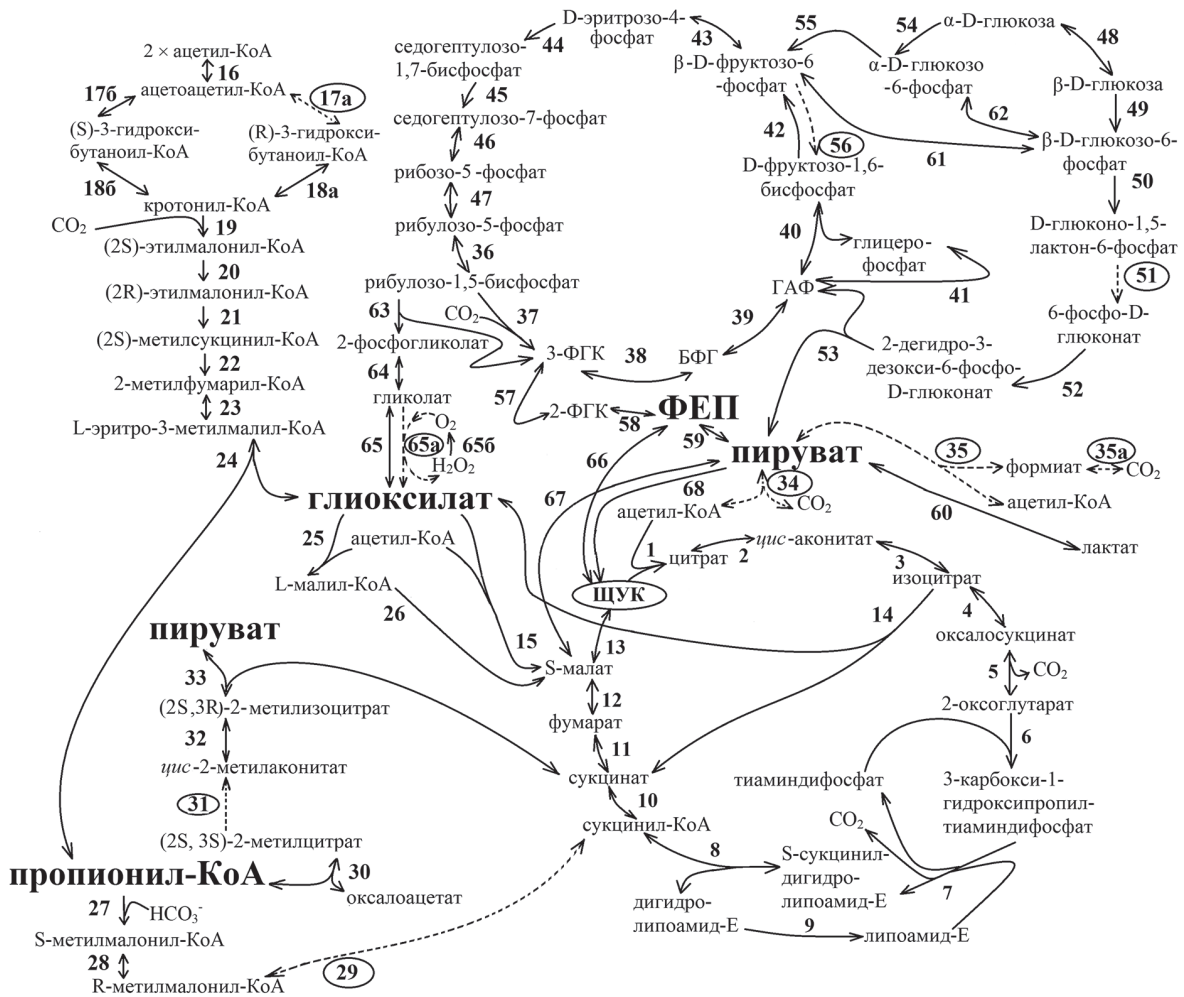 2 × ацетил-КоА
16
ацетоацетил-КоА
17б
17а
(S)-3-гидрокси-
бутаноил-КоА
(R)-3-гидрокси-
бутаноил-КоА
18б
18а
кротонил-КоА
CO₂
19
(2S)-этилмалонил-КоА
20
(2R)-этилмалонил-КоА
21
(2S)-метилсукцинил-КоА
22
2-метилфумарил-КоА
23
L-эритро-3-метилмалил-КоА
24
D-эритрозо-4-
фосфат
44
43
седогептулозо-
1,7-бисфосфат
45
седогептулозо-7-фосфат
46
рибозо-5 -фосфат
47
рибулозо-5-фосфат
36
рибулозо-1,5-бисфосфат
63
CO₂
37
2-фосфогликолат
64
гликолат
65
65а
65б
O₂
H₂O₂
глиоксилат
55
54
α-D-глюкоза
48
β-D-фруктозо-6
-фосфат
α-D-глюкозо
-6-фосфат
β-D-глюкоза
49
62
42
56
61
β-D-глюкозо-6-
фосфат
50
D-фруктозо-1,6-
бисфосфат
D-глюконо-1,5-
лактон-6-фосфат
40
глицеро-
фосфат
51
ГАФ
41
39
6-фосфо-D-
глюконат
53
2-дегидро-3-
дезокси-6-фосфо-
D-глюконат
52
3-ФГК
38
БФГ
57
2-ФГК
58
ФЕП
59
пируват
66
67
68
34
CO₂
35
формиат
35а
CO₂
ацетил-КоА
60
лактат
ацетил-КоА
1
цитрат
2
цис-аконитат
3
изоцитрат
4
14
25
ацетил-КоА
L-малил-КоА
26
15
ЩУК
13
S-малат
12
фумарат
11
сукцинат
10
сукцинил-КоА
оксалосукцинат
5
CO₂
2-оксоглутарат
6
тиаминдифосфат
3-карбокси-1-
гидроксипропил-
тиаминдифосфат
CO₂
7
8
S-сукцинил-
дигидро-
липоамид-Е
дигидро-
липоамид-Е
9
липоамид-Е
пируват
33
(2S,3R)-2-метилизоцитрат
32
цис-2-метилаконитат
31
(2S, 3S)-2-метилцитрат
30
оксалоацетат
пропионил-КоА
27
HCO₃⁻
S-метилмалонил-КоА
28
R-метилмалонил-КоА
29